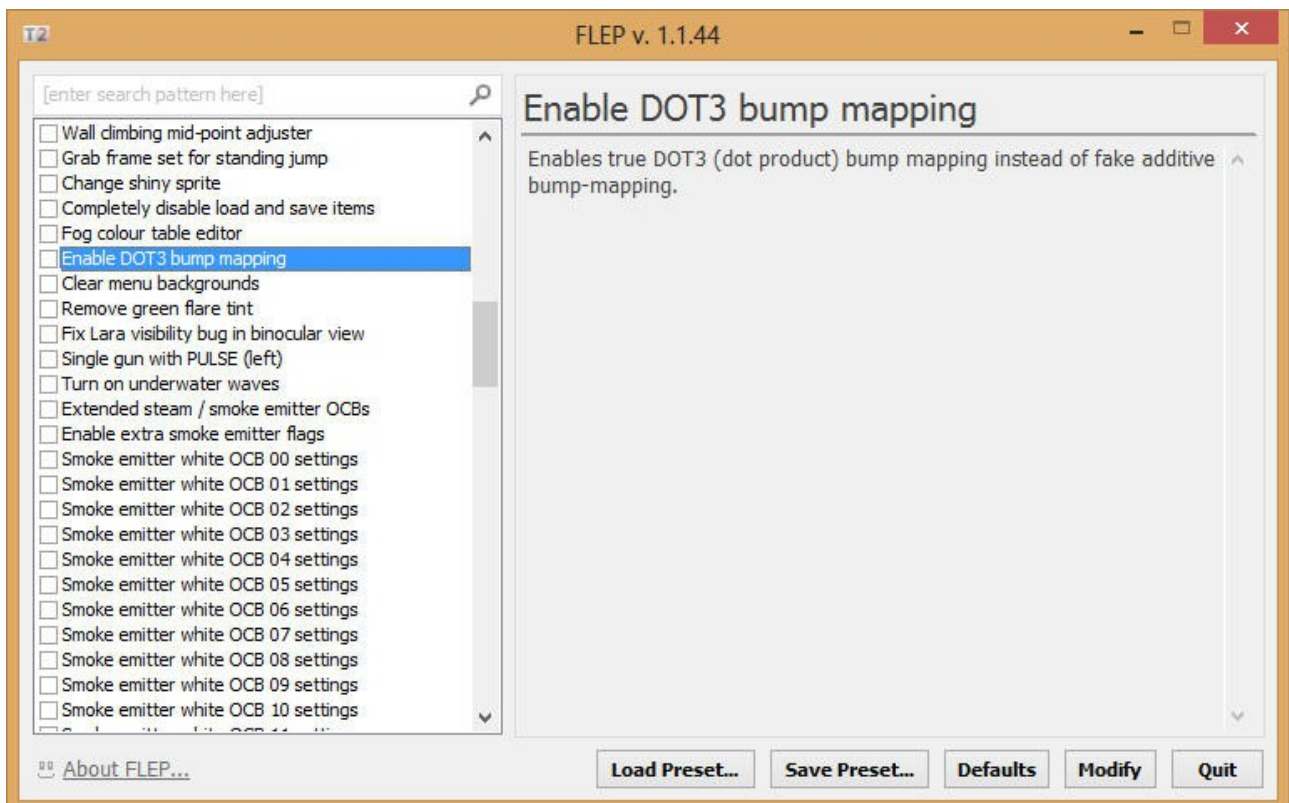 T2
FLEP v. 1.1.44
[enter search pattern here]
Wall climbing mid-point adjuster
Grab frame set for standing jump
Change shiny sprite
Completely disable load and save items
Fog colour table editor
Enable DOT3 bump mapping
Clear menu backgrounds
Remove green flare tint
Fix Lara visibility bug in binocular view
Single gun with PULSE (left)
Turn on underwater waves
Extended steam / smoke emitter OCBs
Enable extra smoke emitter flags
Smoke emitter white OCB 00 settings
Smoke emitter white OCB 01 settings
Smoke emitter white OCB 02 settings
Smoke emitter white OCB 03 settings
Smoke emitter white OCB 04 settings
Smoke emitter white OCB 05 settings
Smoke emitter white OCB 06 settings
Smoke emitter white OCB 07 settings
Smoke emitter white OCB 08 settings
Smoke emitter white OCB 09 settings
Smoke emitter white OCB 10 settings
Enable DOT3 bump mapping
Enables true DOT3 (dot product) bump mapping instead of fake additive
bump-mapping.
About FLEP...
Load Preset...
Save Preset...
Defaults
Modify
Quit